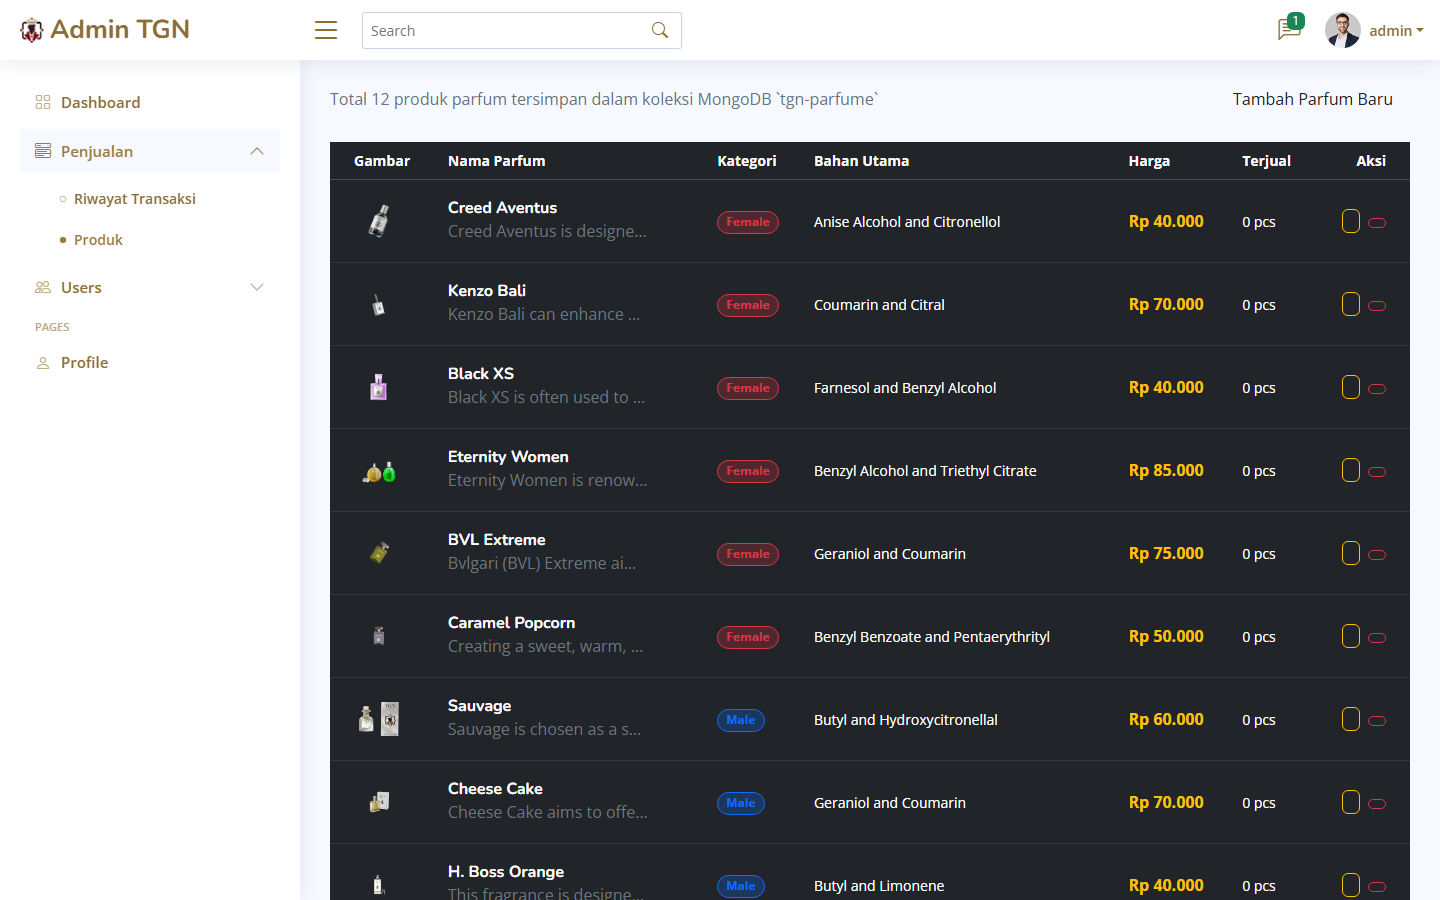 Admin TGN
Search
1
admin
Dashboard
Penjualan
Riwayat Transaksi
Produk
Users
PAGES
Profile
Total 12 produk parfum tersimpan dalam koleksi MongoDB `tgn-parfume`
Tambah Parfum Baru
Gambar Nama Parfum Kategori Bahan Utama Harga Terjual Aksi
Creed Aventus
Creed Aventus is designe...
Female Anise Alcohol and Citronellol Rp 40.000 0 pcs
Kenzo Bali
Kenzo Bali can enhance ...
Female Coumarin and Citral Rp 70.000 0 pcs
Black XS
Black XS is often used to ...
Female Farnesol and Benzyl Alcohol Rp 40.000 0 pcs
Eternity Women
Eternity Women is renow...
Female Benzyl Alcohol and Triethyl Citrate Rp 85.000 0 pcs
BVL Extreme
Bvlgari (BVL) Extreme ai...
Female Geraniol and Coumarin Rp 75.000 0 pcs
Caramel Popcorn
Creating a sweet, warm, ...
Female Benzyl Benzoate and Pentaerythrityl Rp 50.000 0 pcs
Sauvage
Sauvage is chosen as a s...
Male Butyl and Hydroxycitronellal Rp 60.000 0 pcs
Cheese Cake
Cheese Cake aims to offe...
Male Geraniol and Coumarin Rp 70.000 0 pcs
H. Boss Orange
This fragrance is designe...
Male Butyl and Limonene Rp 40.000 0 pcs